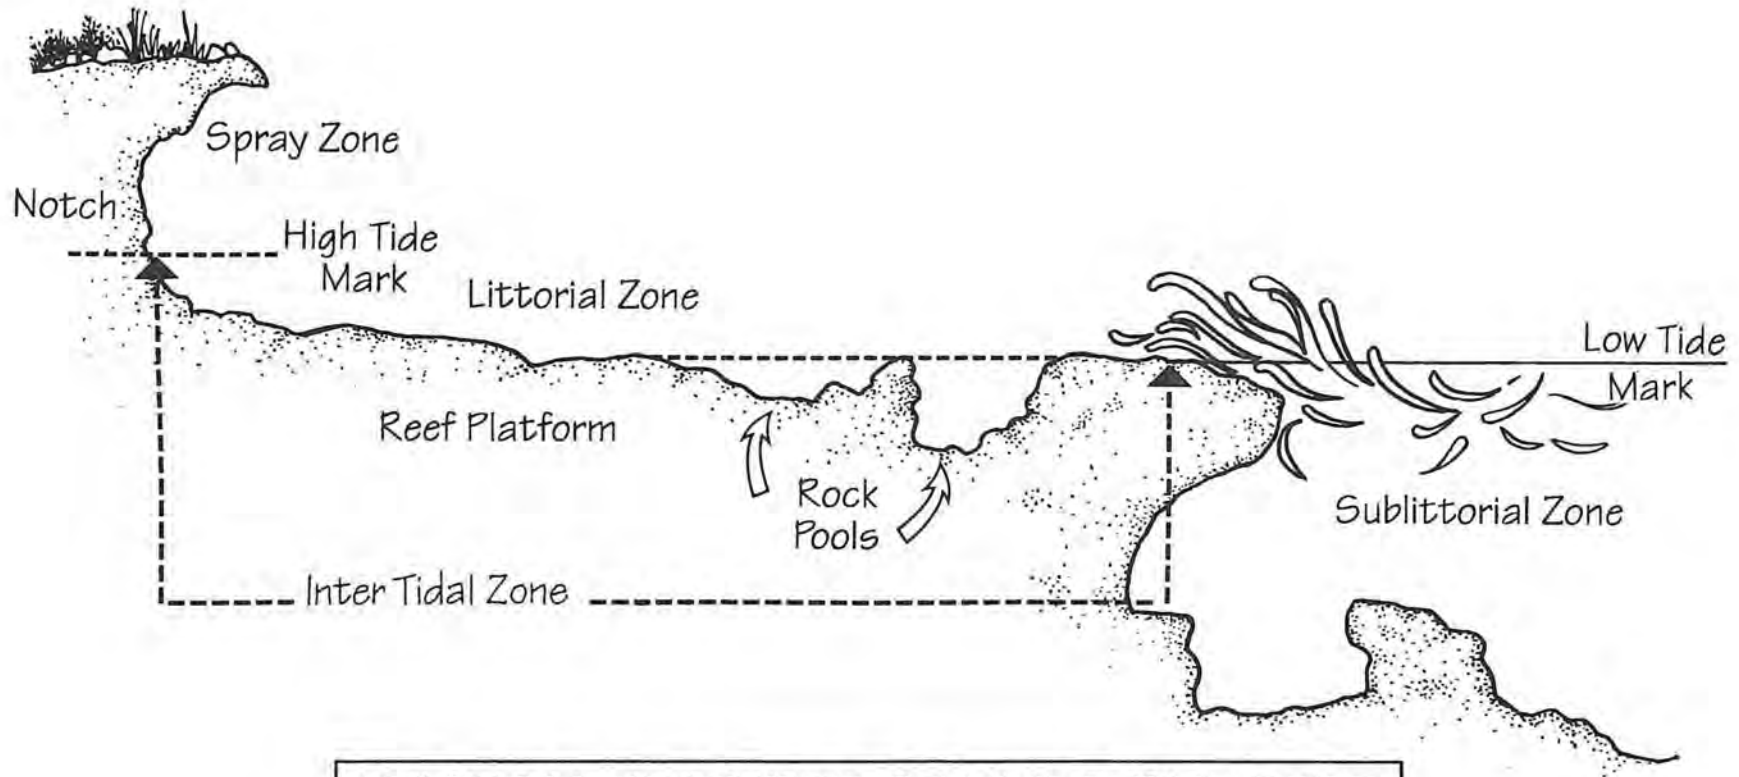 Spray Zone
Notch
High Tide
Mark
Littorial Zone
Low Tide
Mark
Reef Platform
Rock
Pools
Sublittorial Zone
Inter Tidal Zone